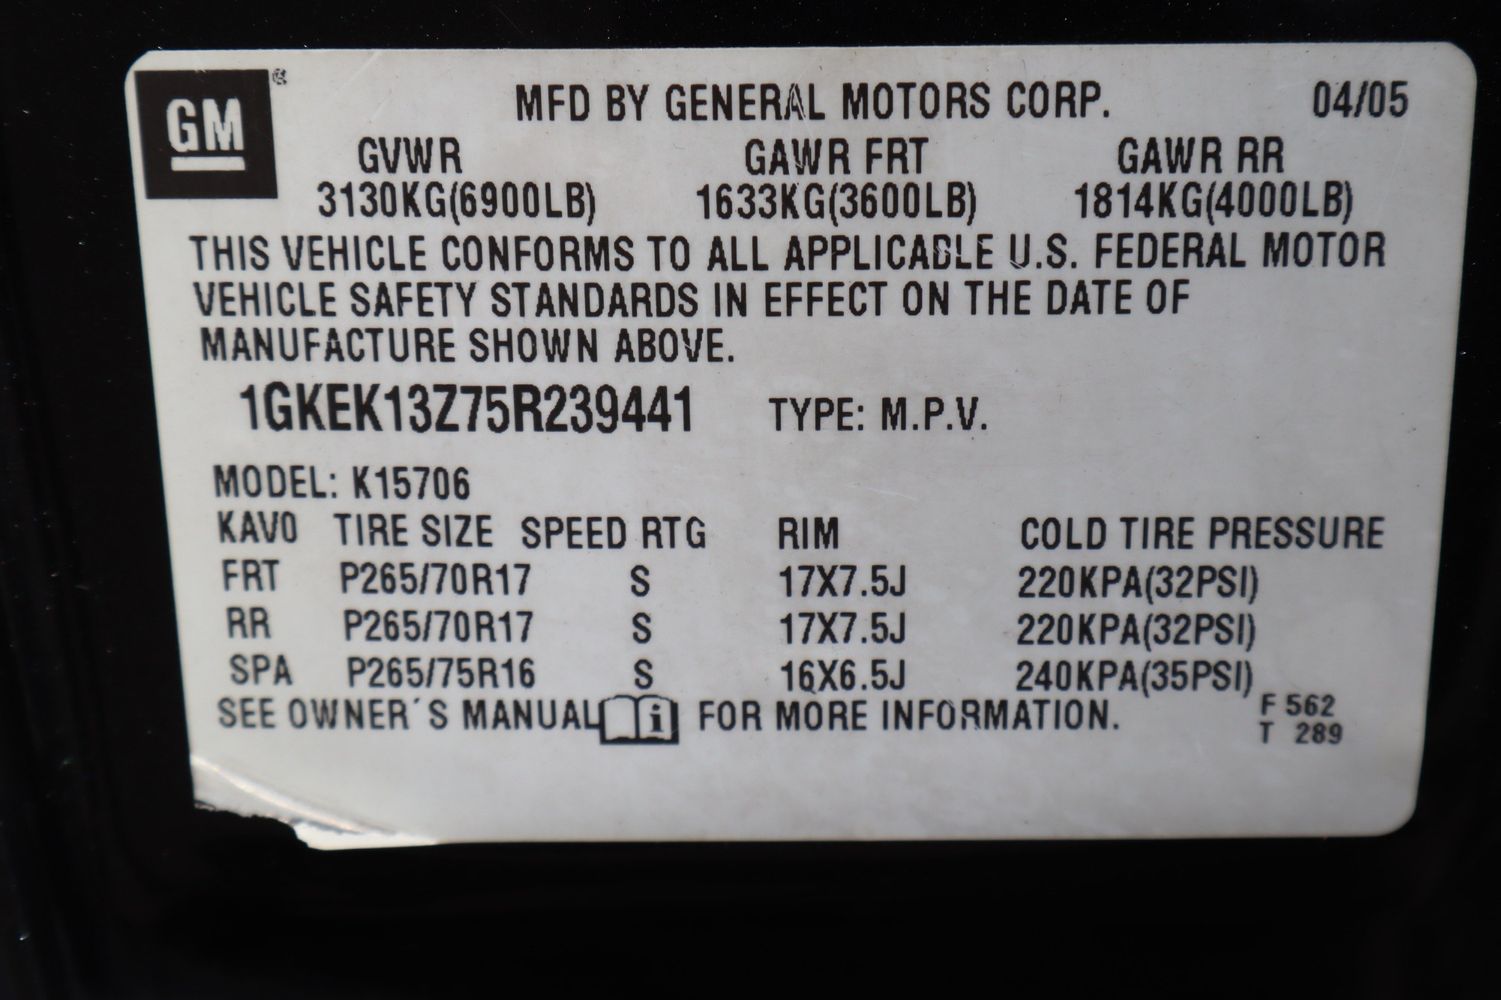 GM ®
MFD BY GENERAL MOTORS CORP. 04/05
GVWR GAWR FRT GAWR RR
3130KG(6900LB) 1633KG(3600LB) 1814KG(4000LB)
THIS VEHICLE CONFORMS TO ALL APPLICABLE U.S. FEDERAL MOTOR
VEHICLE SAFETY STANDARDS IN EFFECT ON THE DATE OF
MANUFACTURE SHOWN ABOVE.
1GKEK13Z75R239441 TYPE: M.P.V.
MODEL: K15706
KAVO TIRE SIZE SPEED RTG RIM COLD TIRE PRESSURE
FRT P265/70R17 S 17X7.5J 220KPA(32PSI)
RR P265/70R17 S 17X7.5J 220KPA(32PSI)
SPA P265/75R16 S 16X6.5J 240KPA(35PSI)
SEE OWNER´S MANUAL i FOR MORE INFORMATION. F 562
T 289